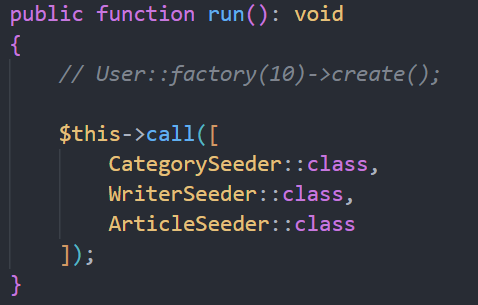 public function run(): void
{
// User::factory(10)->create();
$this->call([
CategorySeeder::class,
WriterSeeder::class,
ArticleSeeder::class
]);
}